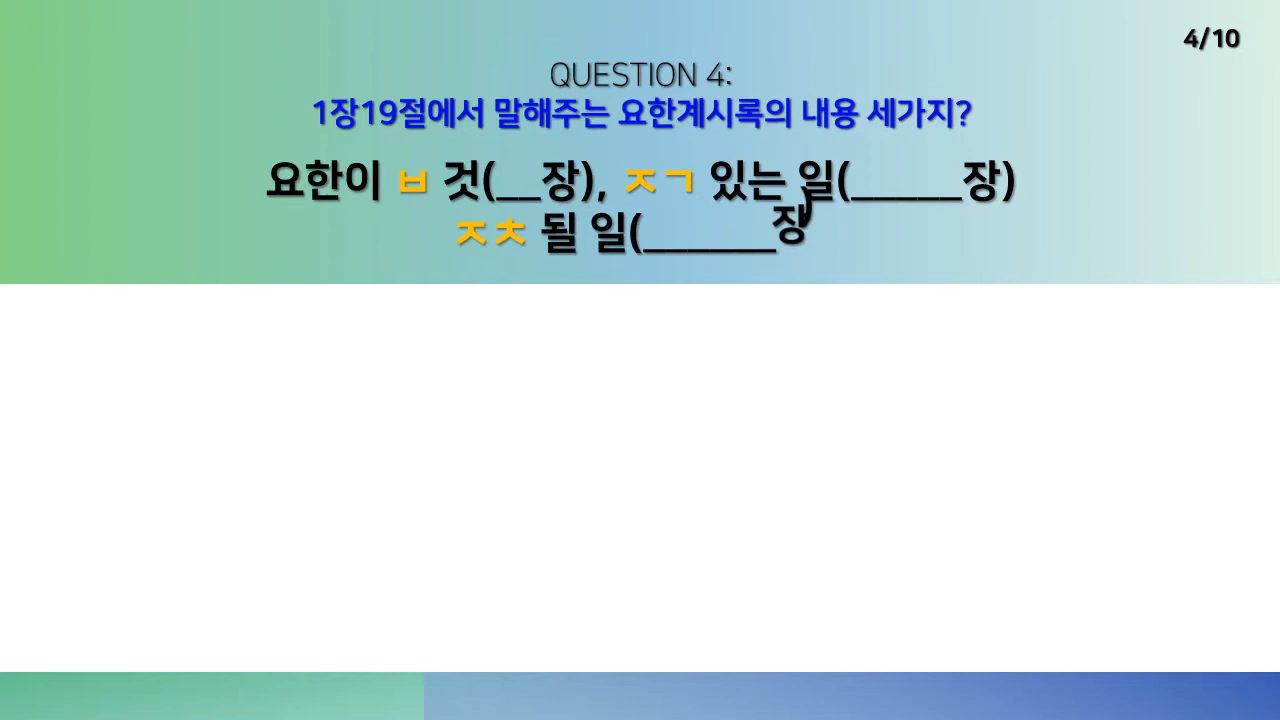 4/10
QUESTION 4:
1장19절에서 말해주는 요한계시록의 내용 세가지?
요한이 ㅂ 것(__장), ㅈㄱ 있는 일(_____장)
ㅈㅊ 될 일(______장)